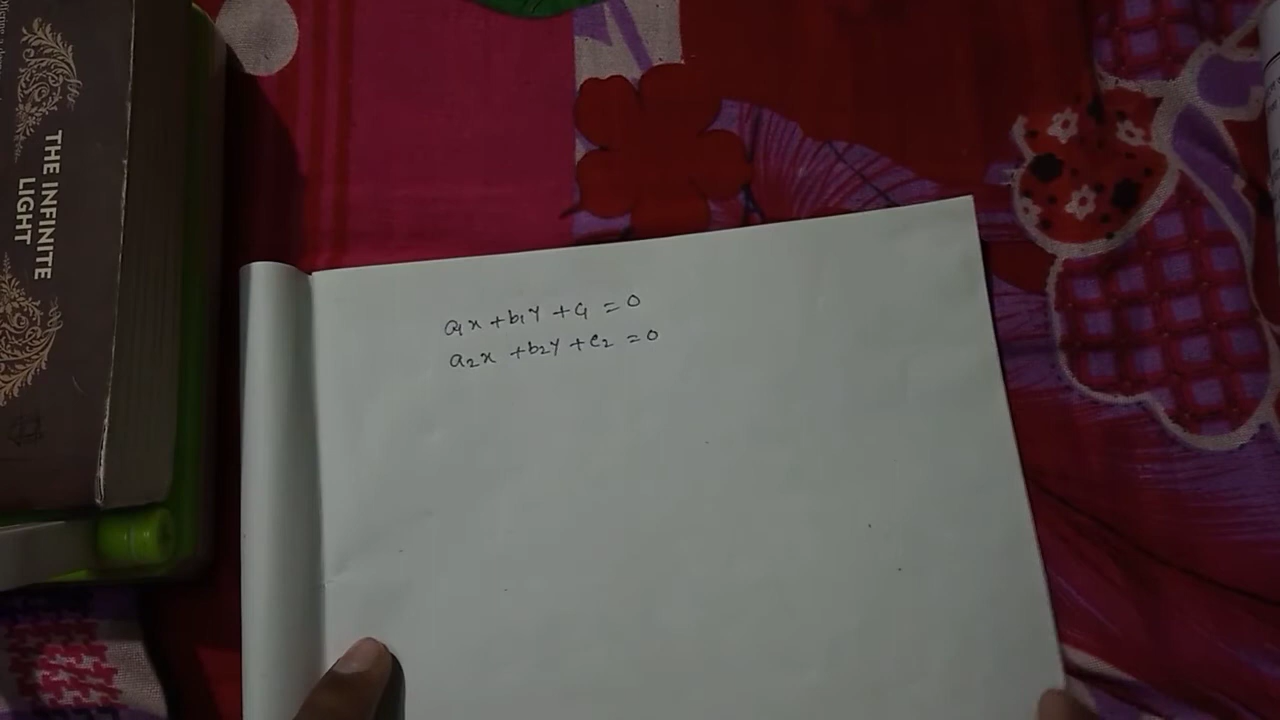 THE INFINITE
LIGHT
a₁x + b₁y + c₁ = 0
a₂x + b₂y + c₂ = 0